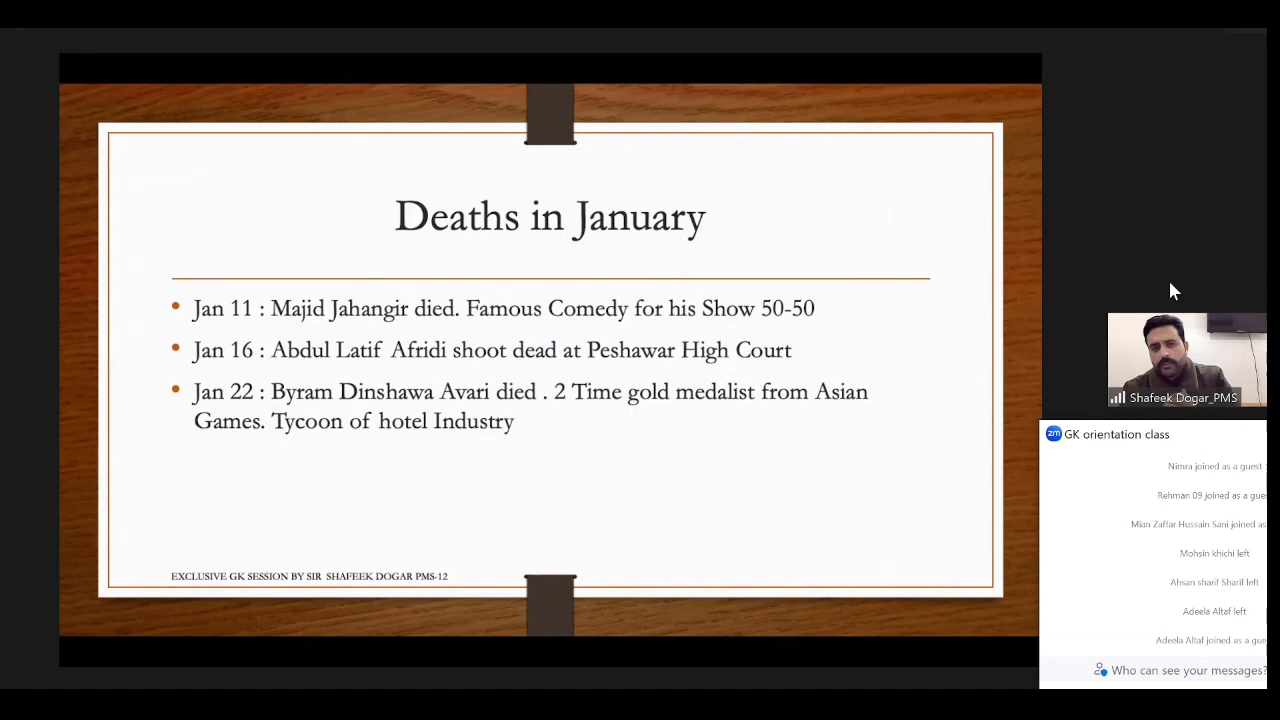 Deaths in January
Jan 11 : Majid Jahangir died. Famous Comedy for his Show 50-50
Jan 16 : Abdul Latif Afridi shoot dead at Peshawar High Court
Jan 22 : Byram Dinshawa Avari died . 2 Time gold medalist from Asian
Games. Tycoon of hotel Industry
EXCLUSIVE GK SESSION BY SIR SHAFEEK DOGAR PMS-12
Shafeek Dogar_PMS
zm GK orientation class
Nimra joined as a guest
Rehman 09 joined as a gue
Mian Zaffar Hussain Sani joined as
Mohsin khichi left
Ahsan sharif Sharif left
Adeela Altaf left
Adeela Altaf joined as a gue
Who can see your messages?